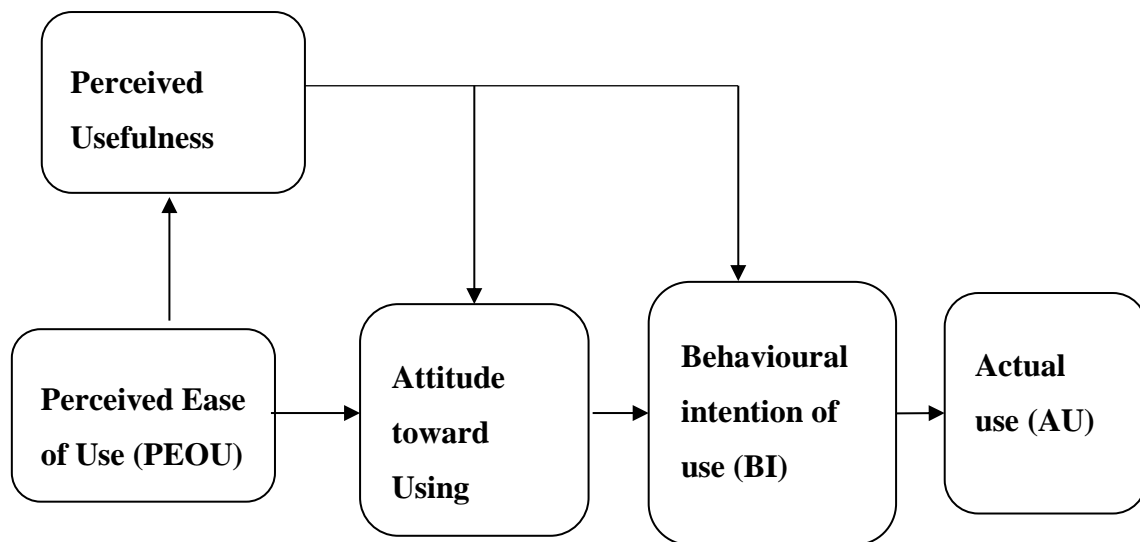 Perceived
Usefulness
Perceived Ease
of Use (PEOU)
Attitude
toward
Using
Behavioural
intention of
use (BI)
Actual
use (AU)